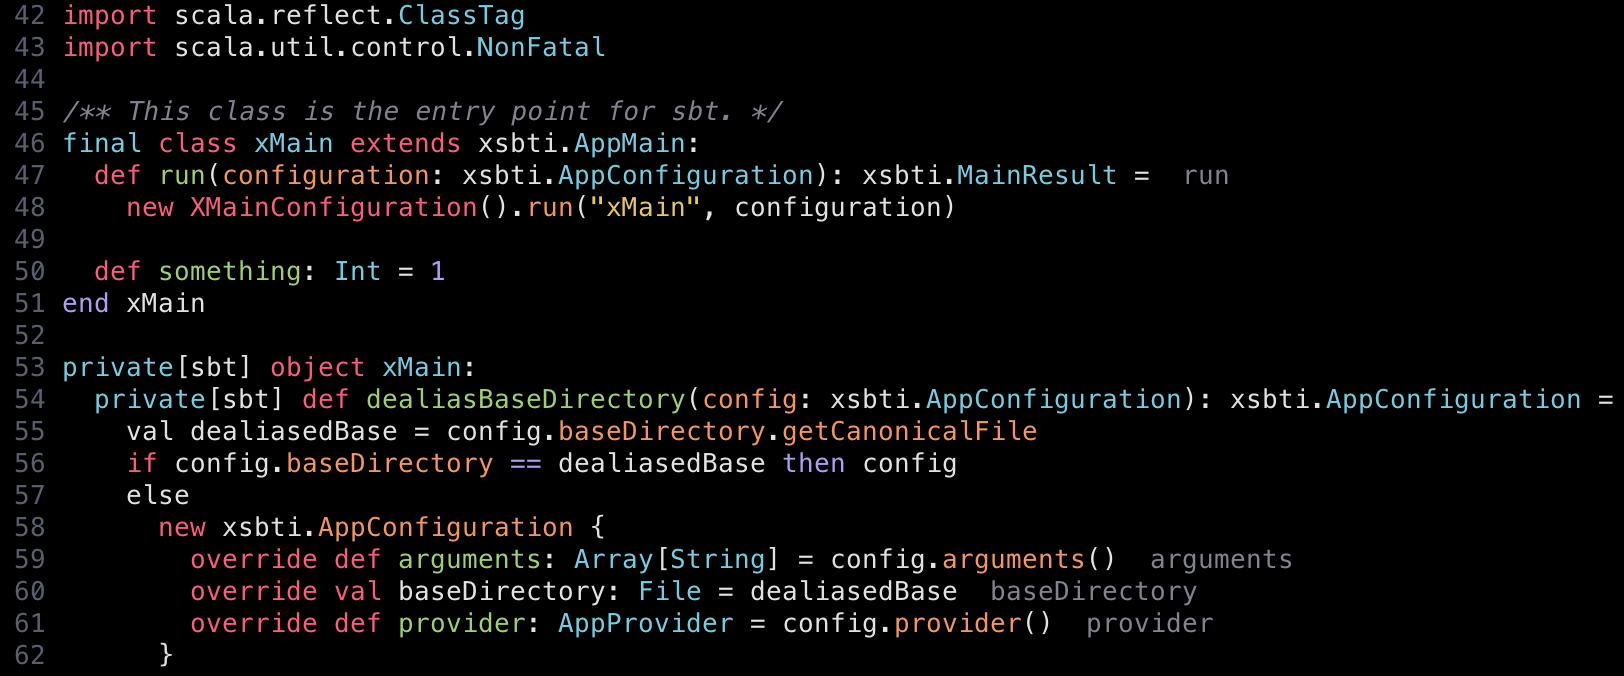 42 import scala.reflect.ClassTag
43 import scala.util.control.NonFatal
44
45 /** This class is the entry point for sbt. */
46 final class xMain extends xsbti.AppMain:
47   def run(configuration: xsbti.AppConfiguration): xsbti.MainResult =  run
48     new XMainConfiguration().run("xMain", configuration)
49
50   def something: Int = 1
51 end xMain
52
53 private[sbt] object xMain:
54   private[sbt] def dealiasBaseDirectory(config: xsbti.AppConfiguration): xsbti.AppConfiguration =
55     val dealiasedBase = config.baseDirectory.getCanonicalFile
56     if config.baseDirectory == dealiasedBase then config
57     else
58       new xsbti.AppConfiguration {
59         override def arguments: Array[String] = config.arguments()  arguments
60         override val baseDirectory: File = dealiasedBase  baseDirectory
61         override def provider: AppProvider = config.provider()  provider
62       }